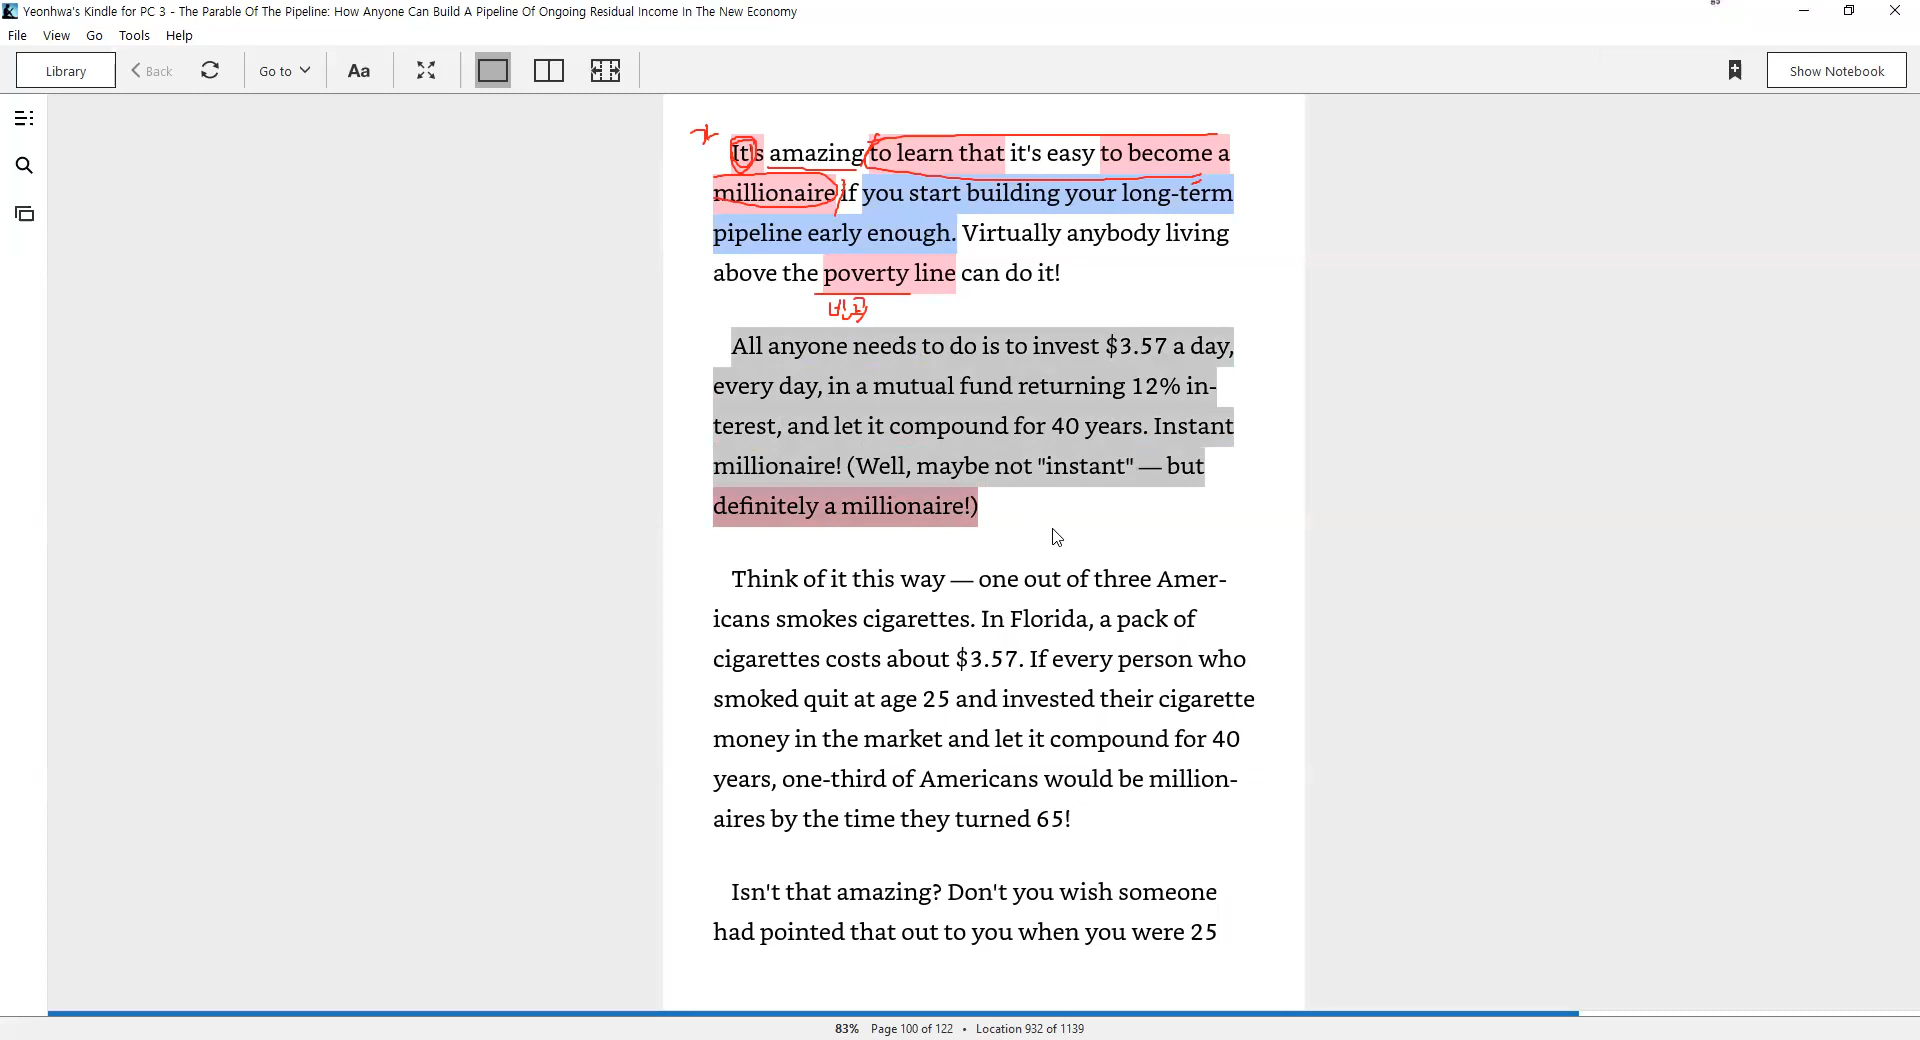 Yeonhwa's Kindle for PC 3 - The Parable Of The Pipeline: How Anyone Can Build A Pipeline Of Ongoing Residual Income In The New Economy
File View Go Tools Help
Library Back Go to Aa Show Notebook
It's amazing to learn that it's easy to become a
millionaire if you start building your long-term
pipeline early enough. Virtually anybody living
above the poverty line can do it!
빈곤
All anyone needs to do is to invest $3.57 a day,
every day, in a mutual fund returning 12% in-
terest, and let it compound for 40 years. Instant
millionaire! (Well, maybe not "instant" — but
definitely a millionaire!)
Think of it this way — one out of three Amer-
icans smokes cigarettes. In Florida, a pack of
cigarettes costs about $3.57. If every person who
smoked quit at age 25 and invested their cigarette
money in the market and let it compound for 40
years, one-third of Americans would be million-
aires by the time they turned 65!
Isn't that amazing? Don't you wish someone
had pointed that out to you when you were 25
83% Page 100 of 122 • Location 932 of 1139